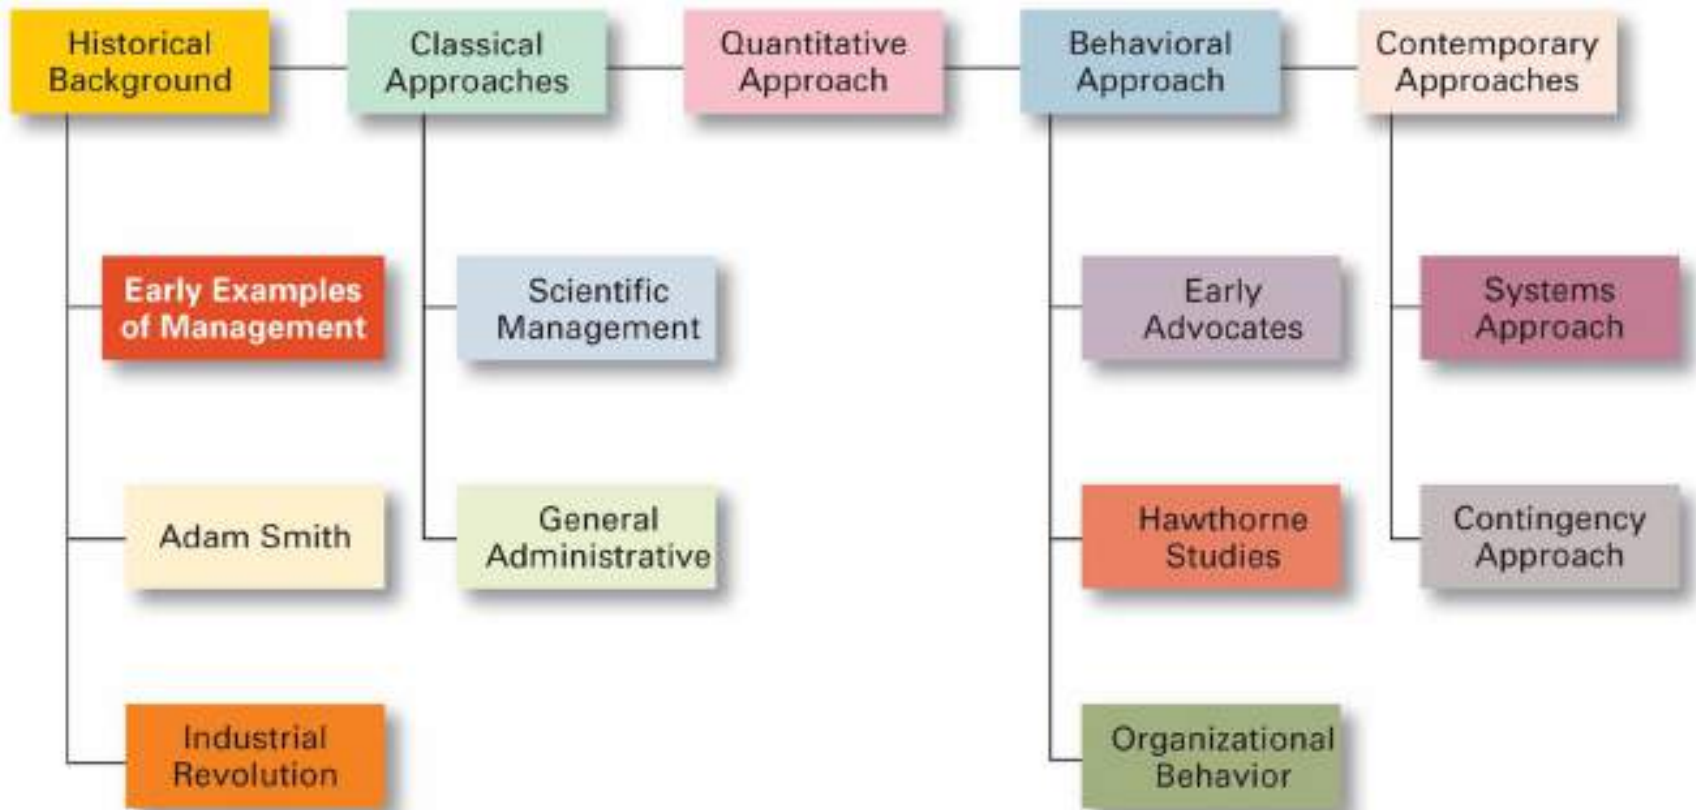 Historical
Background
Classical
Approaches
Quantitative
Approach
Behavioral
Approach
Contemporary
Approaches
Early Examples
of Management
Scientific
Management
Early
Advocates
Systems
Approach
Adam Smith
General
Administrative
Hawthorne
Studies
Contingency
Approach
Industrial
Revolution
Organizational
Behavior